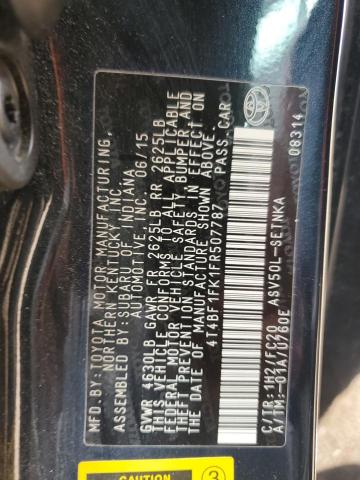 MFD.BY:TOYOTA MOTOR MANUFACTURING,
NORTHERN KENTUCKY, INC.
ASSEMBLED BY:SUBARU OF INDIANA
AUTOMOTIVE, INC. 06/15
GVWR 4630LB GAWR FR 2625LB RR 2625LB
THIS VEHICLE CONFORMS TO ALL APPLICABLE
FEDERAL MOTOR VEHICLE SAFETY, BUMPER, AND
THEFT PREVENTION STANDARDS IN EFFECT ON
THE DATE OF MANUFACTURE SHOWN ABOVE.
4T4BF1FK1FR507787 PASS.CAR
C/TR:1H2/FC20 ASV50L-SETNKA
A/TM:-01A/U760E
08314
CAUTION
3